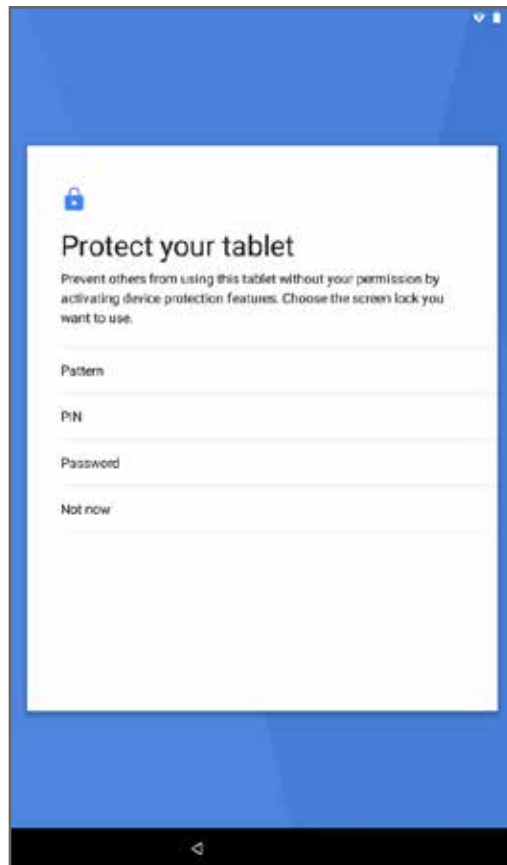 Protect your tablet
Prevent others from using this tablet without your permission by
activating device protection features. Choose the screen lock you
want to use.
Pattern
PIN
Password
Not now